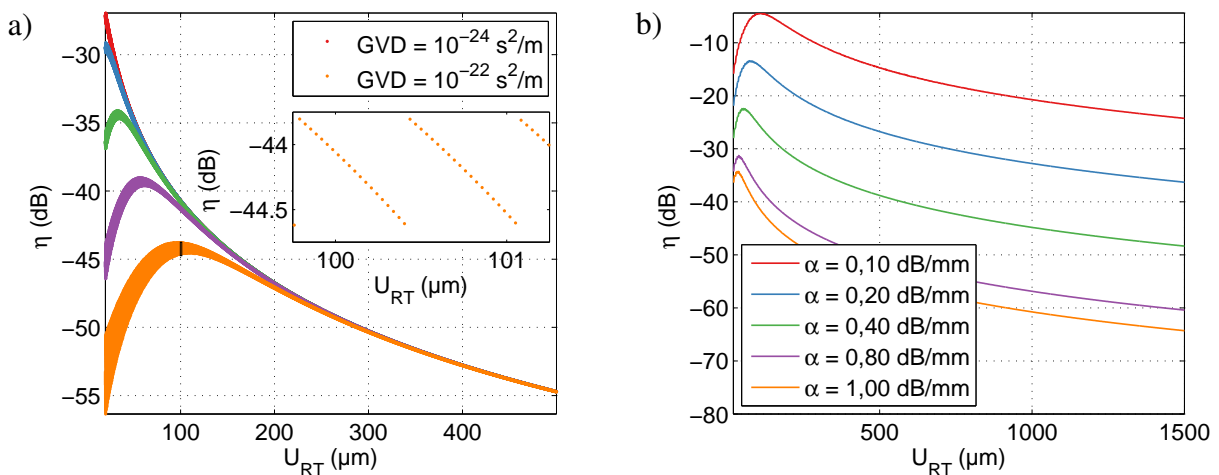 a)
η (dB)
−30
−35
−40
−45
−50
−55
100
200
300
400
U_RT (µm)
GVD = 10⁻²⁴ s²/m
GVD = 10⁻²² s²/m
η (dB)
−44
−44.5
100
101
U_RT (µm)
b)
η (dB)
−10
−20
−30
−40
−50
−60
−70
−80
500
1000
1500
U_RT (µm)
α = 0,10 dB/mm
α = 0,20 dB/mm
α = 0,40 dB/mm
α = 0,80 dB/mm
α = 1,00 dB/mm